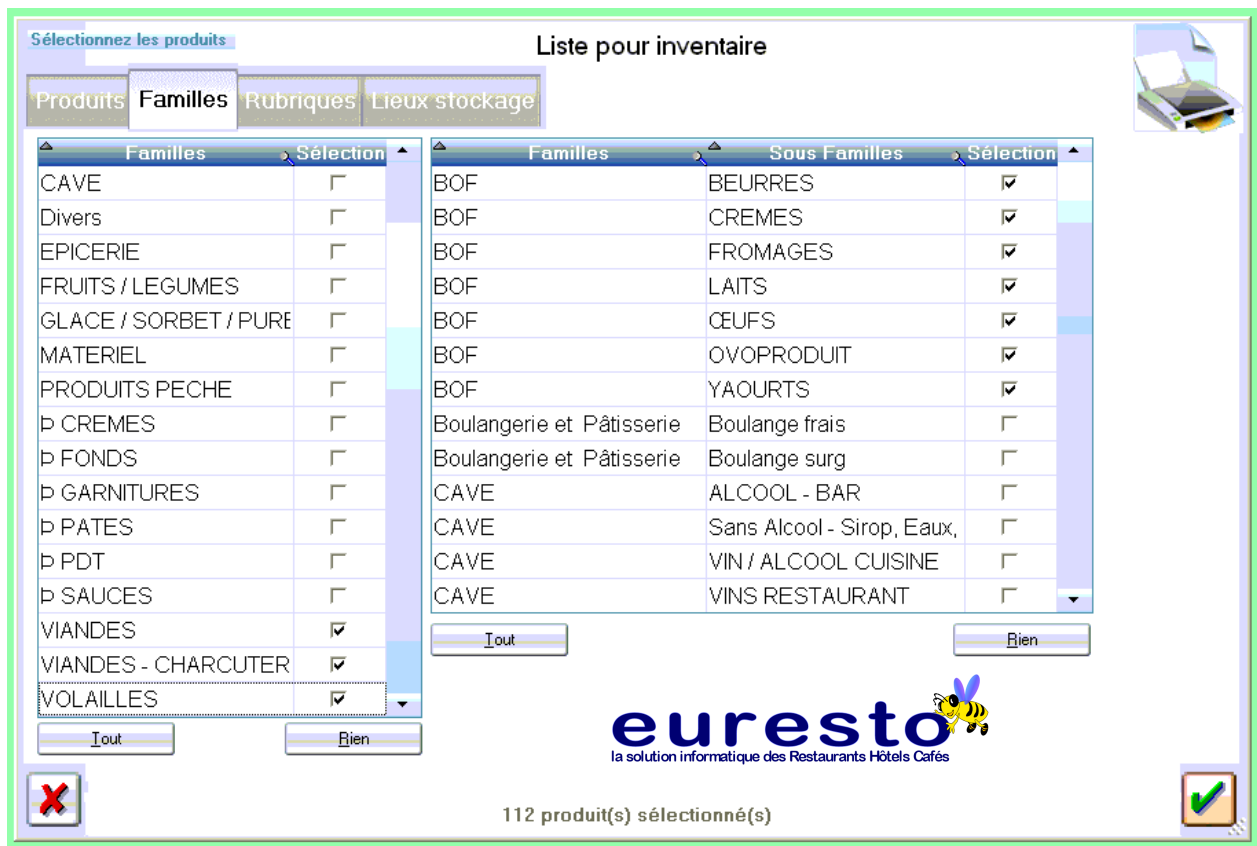 Sélectionnez les produits
Liste pour inventaire
Produits Familles Rubriques Lieux stockage
Familles Sélection
CAVE
Divers
EPICERIE
FRUITS / LEGUMES
GLACE / SORBET / PURE
MATERIEL
PRODUITS PECHE
Þ CREMES
Þ FONDS
Þ GARNITURES
Þ PATES
Þ PDT
Þ SAUCES
VIANDES
VIANDES - CHARCUTER
VOLAILLES
Tout Rien
Familles Sous Familles Sélection
BOF BEURRES
BOF CREMES
BOF FROMAGES
BOF LAITS
BOF ŒUFS
BOF OVOPRODUIT
BOF YAOURTS
Boulangerie et Pâtisserie Boulange frais
Boulangerie et Pâtisserie Boulange surg
CAVE ALCOOL - BAR
CAVE Sans Alcool - Sirop, Eaux,
CAVE VIN / ALCOOL CUISINE
CAVE VINS RESTAURANT
Tout Rien
euresto
la solution informatique des Restaurants Hôtels Cafés
112 produit(s) sélectionné(s)